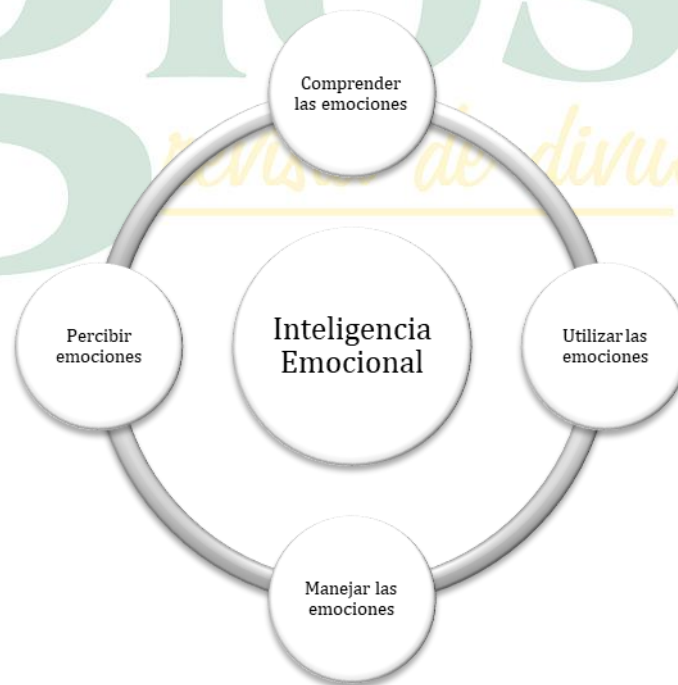 Comprender
las emociones
Percibir
emociones
Inteligencia
Emocional
Utilizar las
emociones
Manejar las
emociones